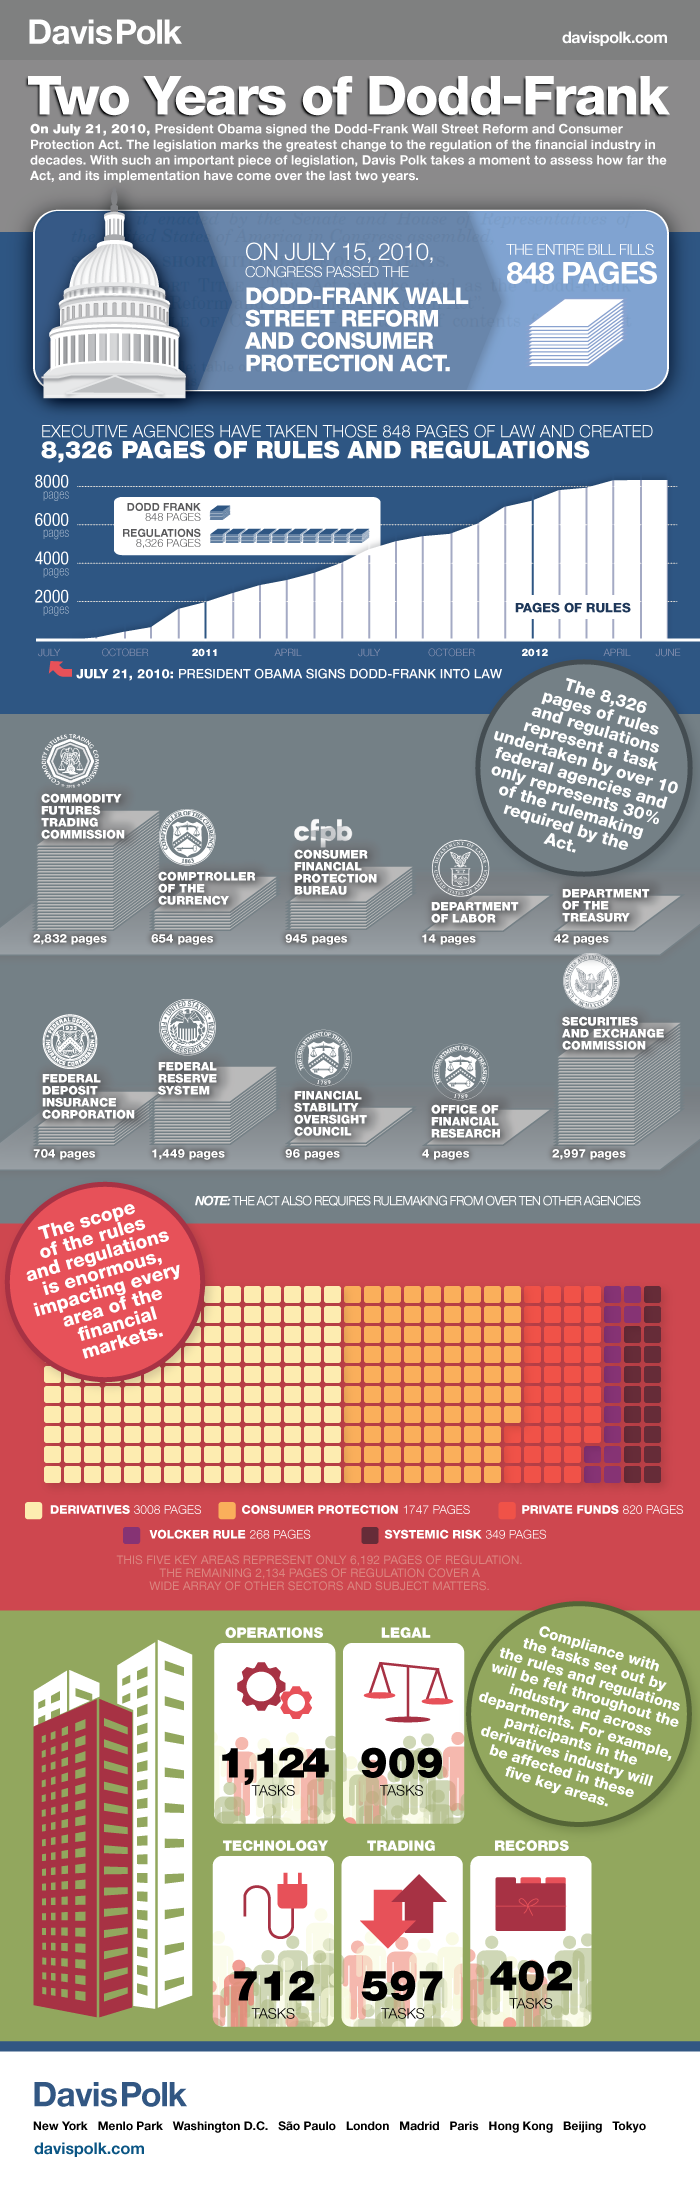 Davis Polk
davispolk.com
Two Years of Dodd-Frank
On July 21, 2010, President Obama signed the Dodd-Frank Wall Street Reform and Consumer
Protection Act. The legislation marks the greatest change to the regulation of the financial industry in
decades. With such an important piece of legislation, Davis Polk takes a moment to assess how far the
Act, and its implementation have come over the last two years.
ON JULY 15, 2010,
CONGRESS PASSED THE
DODD-FRANK WALL
STREET REFORM
AND CONSUMER
PROTECTION ACT.
THE ENTIRE BILL FILLS
848 PAGES
EXECUTIVE AGENCIES HAVE TAKEN THOSE 848 PAGES OF LAW AND CREATED
8,326 PAGES OF RULES AND REGULATIONS
8000
pages
6000
pages
4000
pages
2000
pages
DODD FRANK
848 PAGES
REGULATIONS
8,326 PAGES
PAGES OF RULES
JULY OCTOBER 2011 APRIL JULY OCTOBER 2012 APRIL JUNE
JULY 21, 2010: PRESIDENT OBAMA SIGNS DODD-FRANK INTO LAW
The 8,326
pages of rules
and regulations
represent a task
undertaken by over 10
federal agencies and
only represents 30%
of the rulemaking
required by the
Act.
COMMODITY
FUTURES
TRADING
COMMISSION
2,832 pages
COMPTROLLER
OF THE
CURRENCY
654 pages
cfpb
CONSUMER
FINANCIAL
PROTECTION
BUREAU
945 pages
DEPARTMENT
OF LABOR
14 pages
DEPARTMENT
OF THE
TREASURY
42 pages
FEDERAL
DEPOSIT
INSURANCE
CORPORATION
704 pages
FEDERAL
RESERVE
SYSTEM
1,449 pages
FINANCIAL
STABILITY
OVERSIGHT
COUNCIL
96 pages
OFFICE OF
FINANCIAL
RESEARCH
4 pages
SECURITIES
AND EXCHANGE
COMMISSION
2,997 pages
NOTE: THE ACT ALSO REQUIRES RULEMAKING FROM OVER TEN OTHER AGENCIES
The scope
of the rules
and regulations
is enormous,
impacting every
area of the
financial
markets.
DERIVATIVES 3008 PAGES CONSUMER PROTECTION 1747 PAGES PRIVATE FUNDS 820 PAGES
VOLCKER RULE 268 PAGES SYSTEMIC RISK 349 PAGES
THIS FIVE KEY AREAS REPRESENT ONLY 6,192 PAGES OF REGULATION.
THE REMAINING 2,134 PAGES OF REGULATION COVER A
WIDE ARRAY OF OTHER SECTORS AND SUBJECT MATTERS.
OPERATIONS
1,124
TASKS
LEGAL
909
TASKS
Compliance with
the tasks set out by
the rules and regulations
will be felt throughout the
industry and across
departments. For example,
participants in the
derivatives industry will
be affected in these
five key areas.
TECHNOLOGY
712
TASKS
TRADING
597
TASKS
RECORDS
402
TASKS
Davis Polk
New York Menlo Park Washington D.C. São Paulo London Madrid Paris Hong Kong Beijing Tokyo
davispolk.com